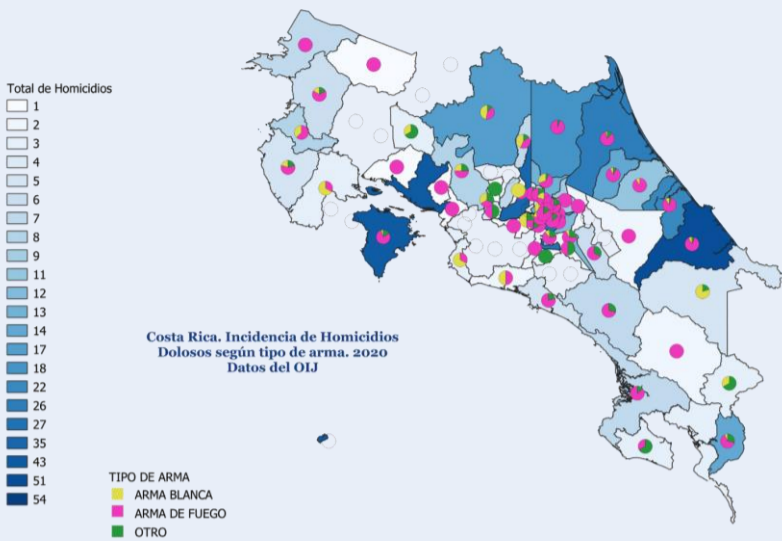 Total de Homicidios
1
2
3
4
5
6
7
8
9
11
12
13
14
17
18
22
26
27
35
43
51
54
Costa Rica. Incidencia de Homicidios
Dolosos según tipo de arma. 2020
Datos del OIJ
TIPO DE ARMA
ARMA BLANCA
ARMA DE FUEGO
OTRO